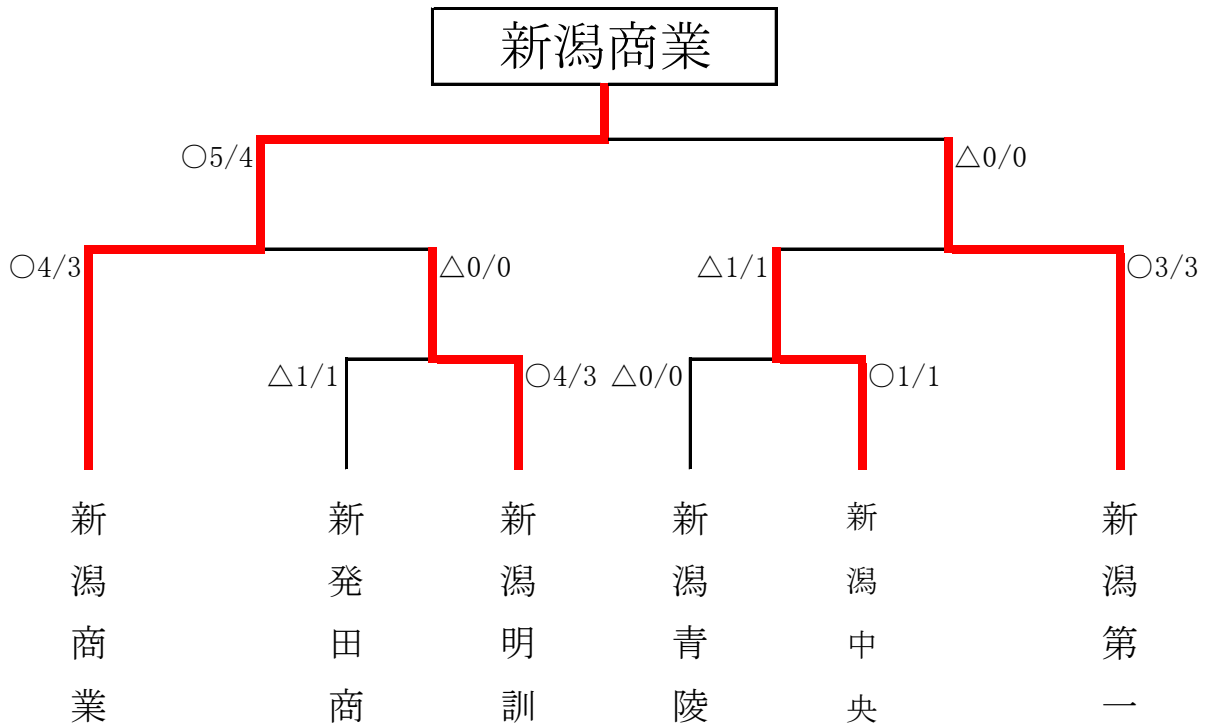 新潟商業
○5/4
△0/0
○4/3
△0/0
△1/1
○3/3
△1/1
○4/3
△0/0
○1/1
新潟商業
新発田商
新潟明訓
新潟青陵
新潟中央
新潟第一